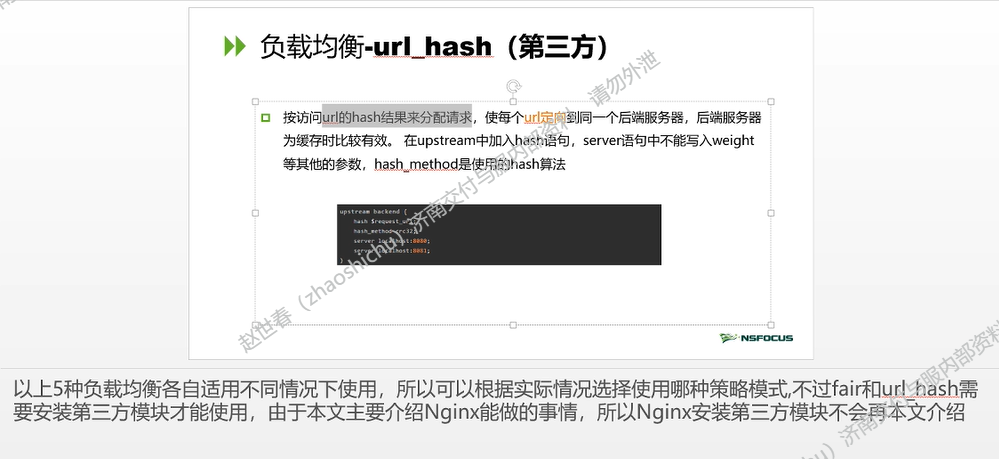 负载均衡-url_hash（第三方）
按访问url的hash结果来分配请求，使每个url定向到同一个后端服务器，后端服务器
为缓存时比较有效。 在upstream中加入hash语句，server语句中不能写入weight
等其他的参数，hash_method是使用的hash算法
upstream backend {
hash $request_uri;
hash_method crc32;
server localhost:8080;
server localhost:8081;
}
赵世春（zhaoshichu）济南交付与服内部资料，请勿外泄
NSFOCUS
以上5种负载均衡各自适用不同情况下使用，所以可以根据实际情况选择使用哪种策略模式,不过fair和url_hash需
要安装第三方模块才能使用，由于本文主要介绍Nginx能做的事情，所以Nginx安装第三方模块不会再本文介绍
济南交付与服内部资料